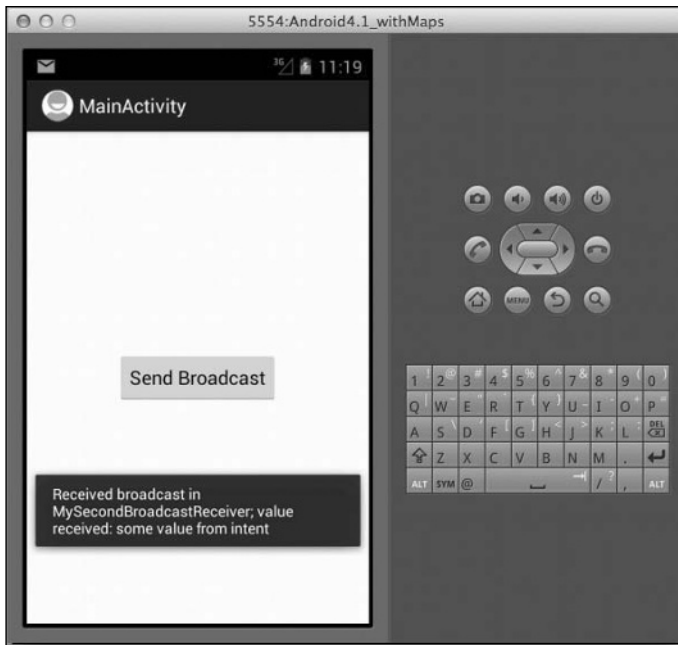 5554:Android4.1_withMaps
3G 11:19
MainActivity
Send Broadcast
Received broadcast in
MySecondBroadcastReceiver; value
received: some value from intent
MENU
1 ! 2 @ 3 # 4 $ 5 % 6 ^ 7 & 8 * 9 ( 0 )
Q | W ~ E " R ` T { Y } U _ I - O + P =
A S \ D ' F [ G ] H < J > K ; L : DEL
Z X C V B N M .
ALT SYM @ / ? , ALT